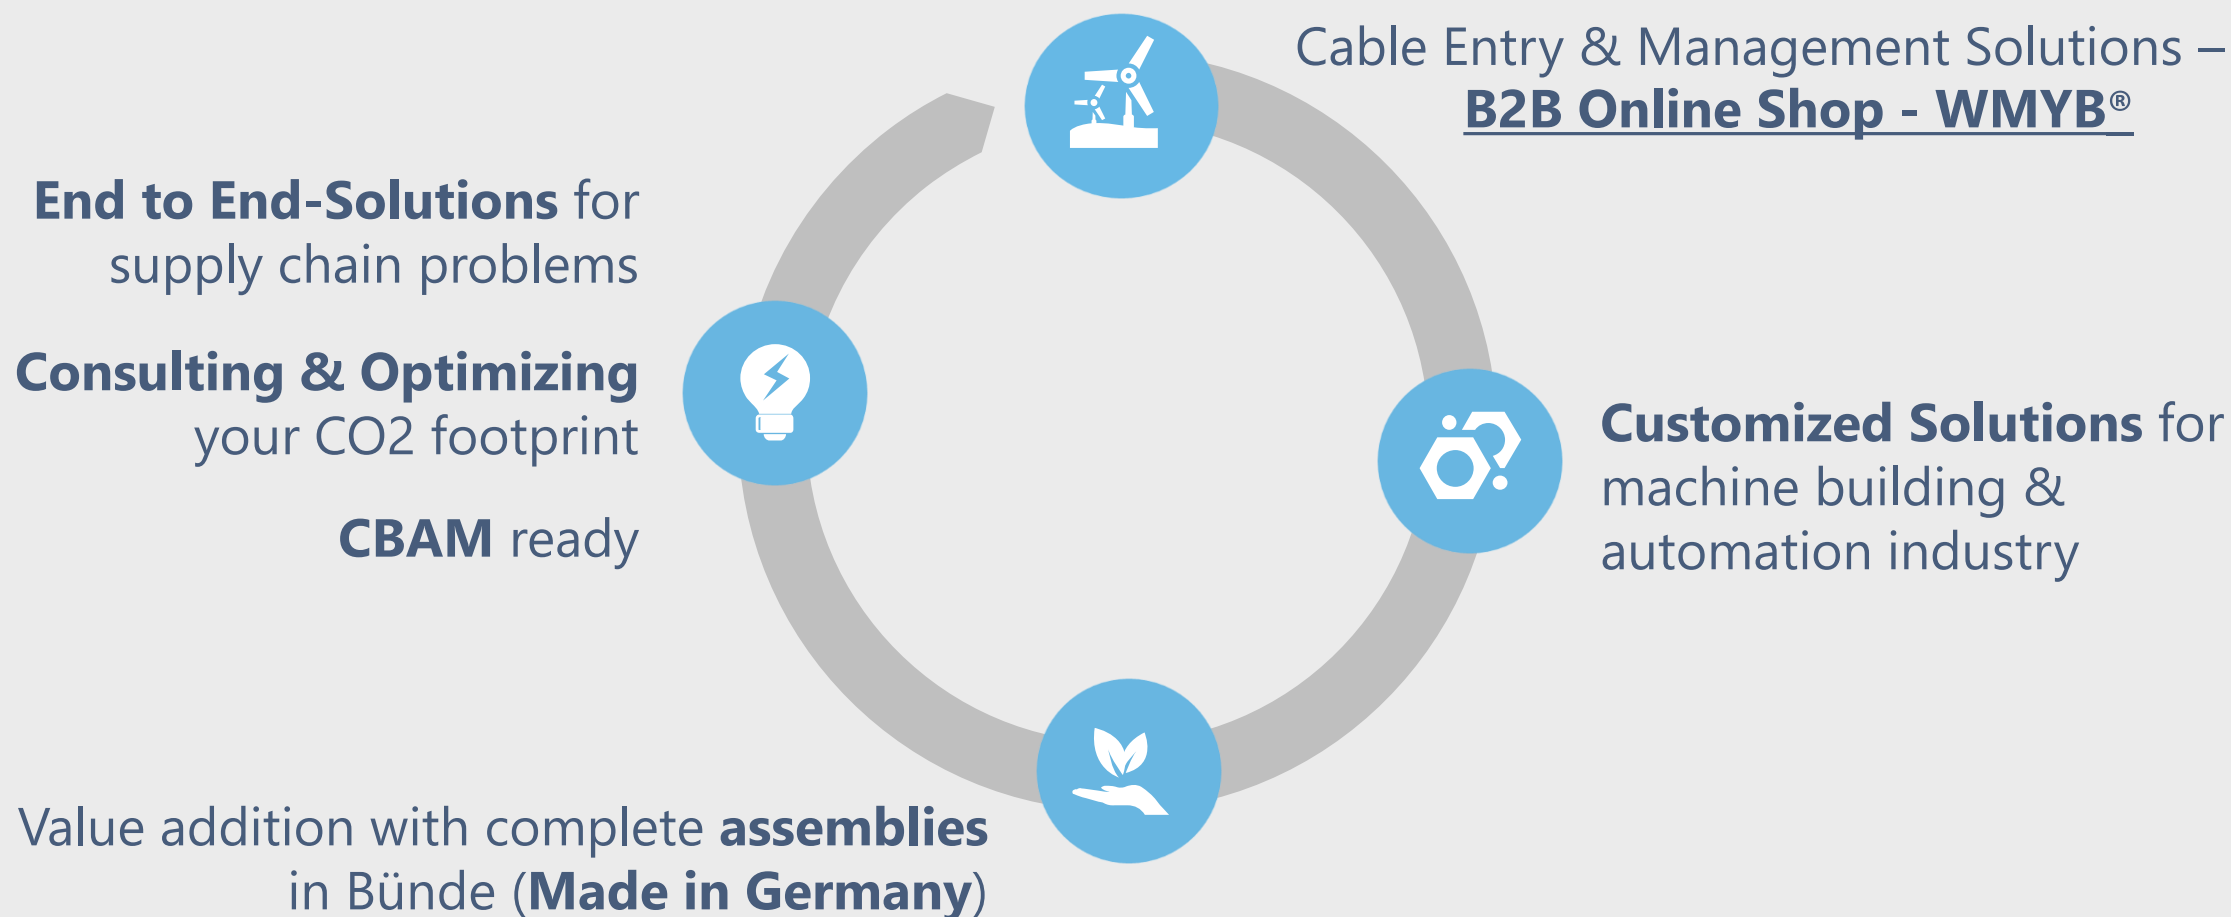 Cable Entry & Management Solutions –
B2B Online Shop - WMYB®
End to End-Solutions for
supply chain problems
Consulting & Optimizing
your CO2 footprint
CBAM ready
Customized Solutions for
machine building &
automation industry
Value addition with complete assemblies
in Bünde (Made in Germany)